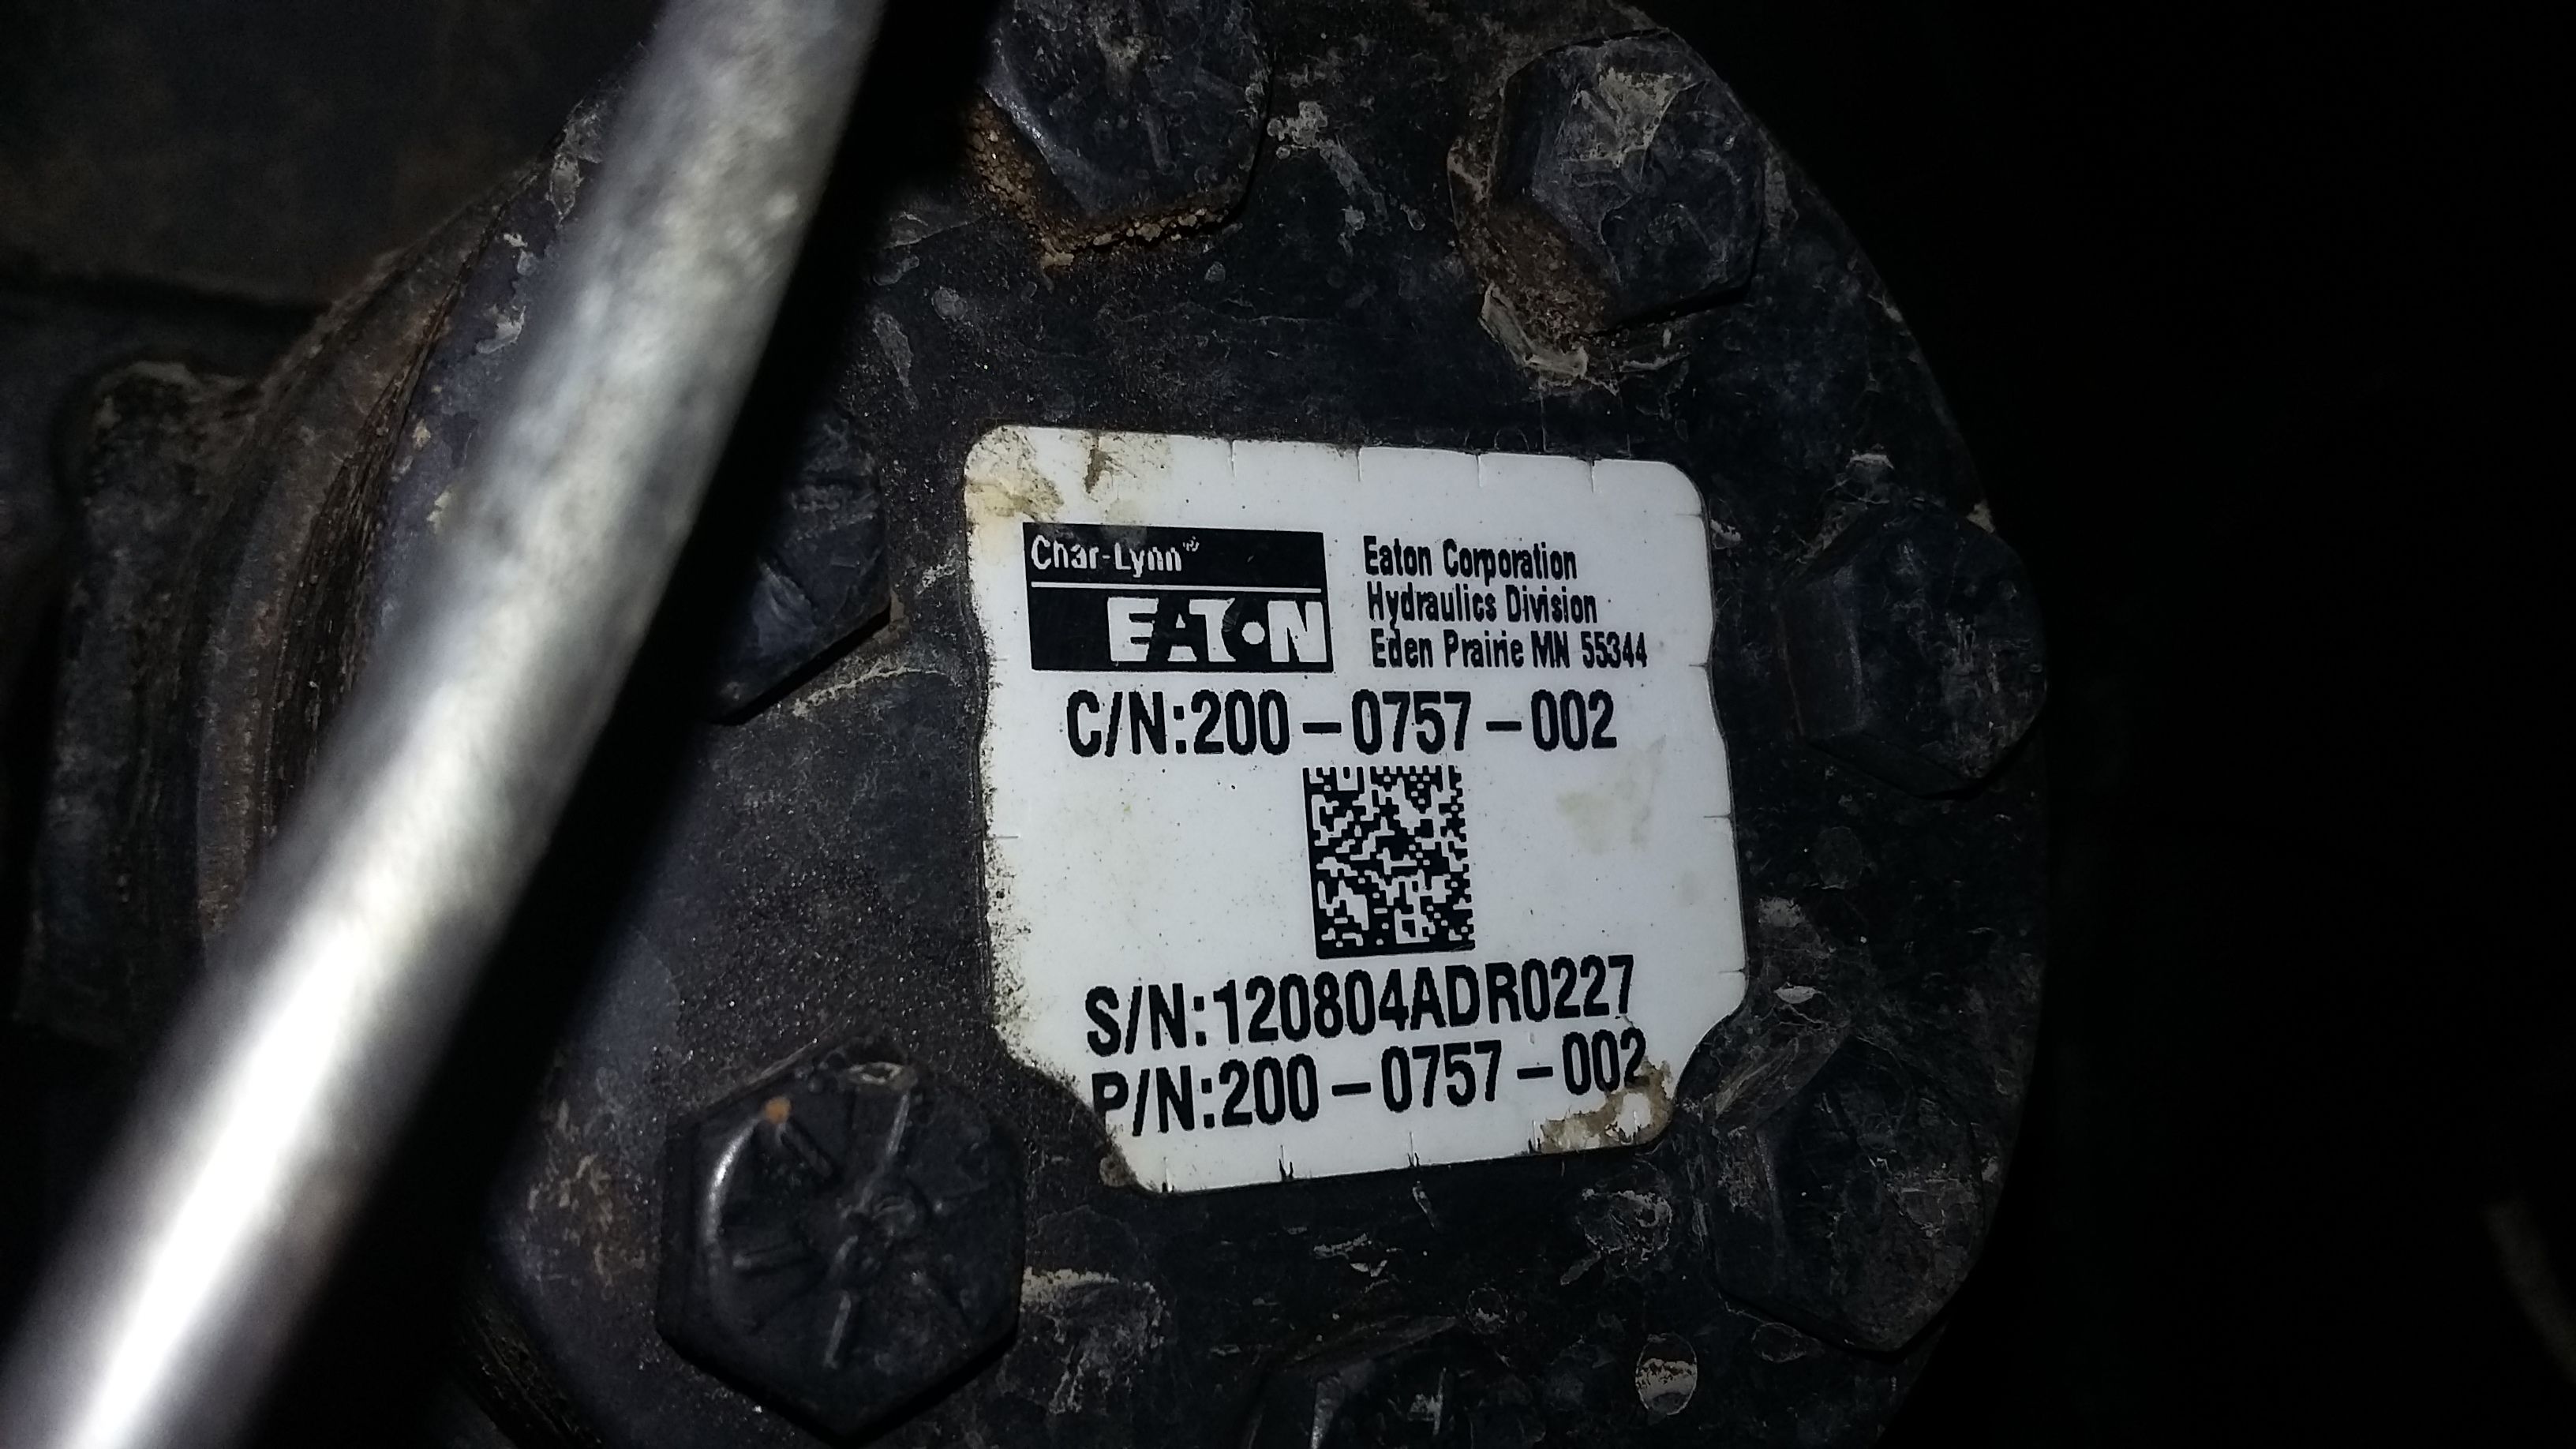 Char-Lynn®
EATON
Eaton Corporation
Hydraulics Division
Eden Prairie MN 55344
C/N:200-0757-002
S/N:120804ADR0227
P/N:200-0757-002